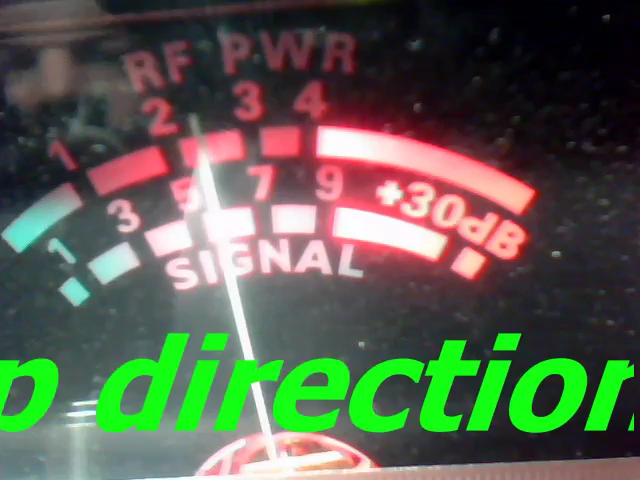 RF PWR
1 2 3 4
1 3 5 7 9 +30dB
SIGNAL
p direction